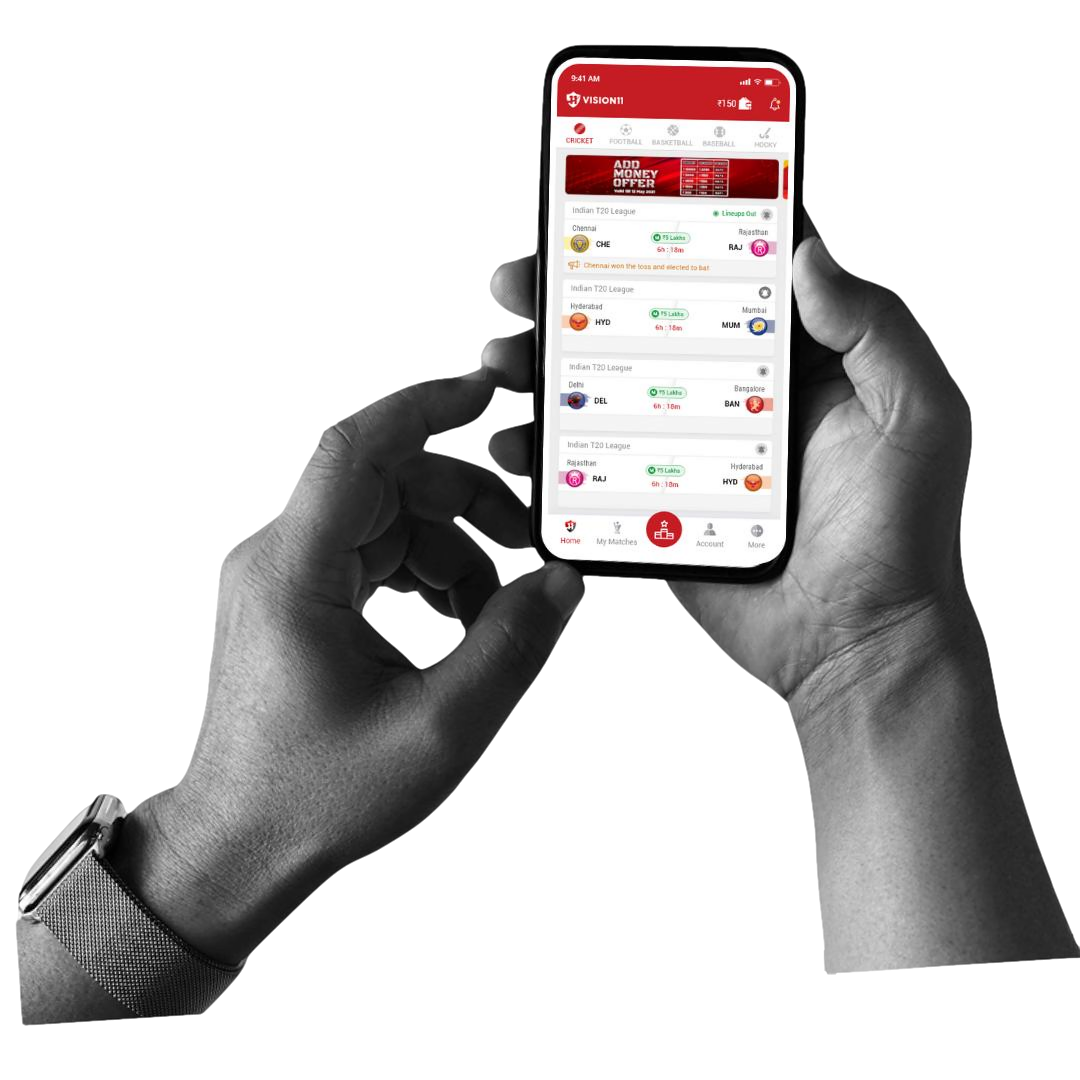 9:41 AM
VISION11
₹150
CRICKET FOOTBALL BASKETBALL BASEBALL HOCKY
ADD
MONEY
OFFER
Valid till 12 May 2021
Indian T20 League Lineups Out
Chennai Rajasthan
CHE M ₹5 Lakhs RAJ
6h : 18m
Chennai won the toss and elected to bat
Indian T20 League
Hyderabad Mumbai
HYD M ₹5 Lakhs MUM
6h : 18m
Indian T20 League
Delhi Bangalore
DEL M ₹5 Lakhs BAN
6h : 18m
Indian T20 League
Rajasthan Hyderabad
RAJ M ₹5 Lakhs HYD
6h : 18m
Home My Matches Account More